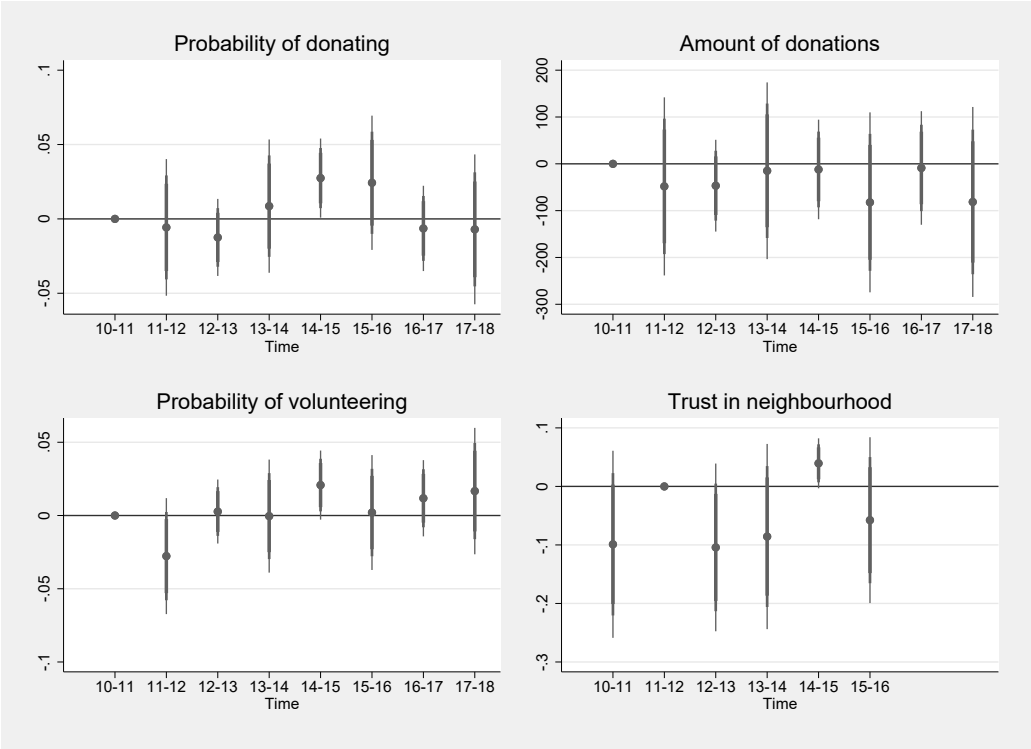 Probability of donating
.1
.05
0
-.05
10-11 11-12 12-13 13-14 14-15 15-16 16-17 17-18
Time
Amount of donations
200
100
0
-100
-200
-300
10-11 11-12 12-13 13-14 14-15 15-16 16-17 17-18
Time
Probability of volunteering
.05
0
-.05
-.1
10-11 11-12 12-13 13-14 14-15 15-16 16-17 17-18
Time
Trust in neighbourhood
.1
0
-.1
-.2
-.3
10-11 11-12 12-13 13-14 14-15 15-16
Time